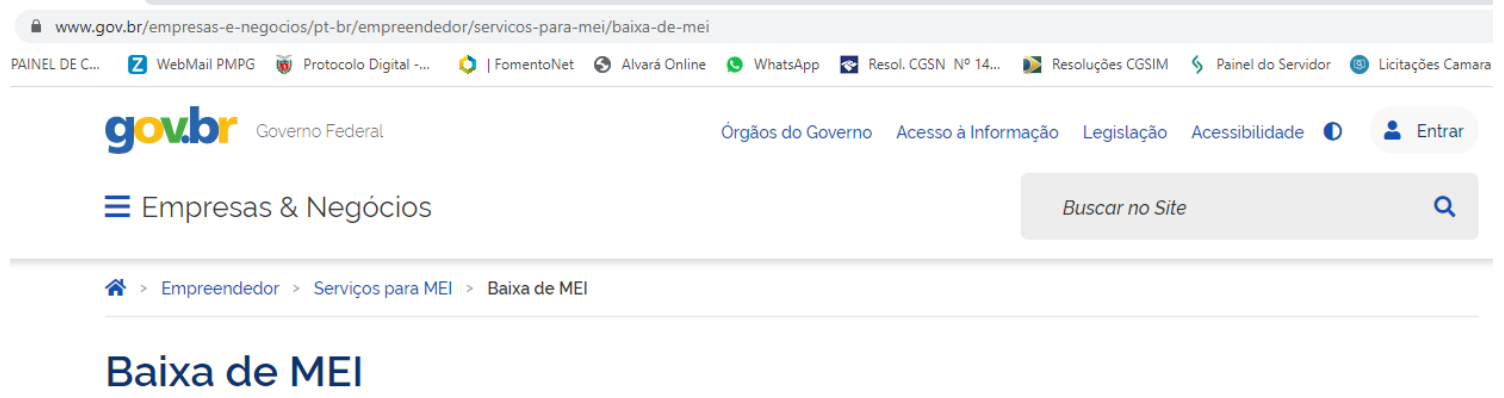 www.gov.br/empresas-e-negocios/pt-br/empreendedor/servicos-para-mei/baixa-de-mei
PAINEL DE C... WebMail PMPG Protocolo Digital -... | FomentoNet Alvará Online WhatsApp Resol. CGSN Nº 14... Resoluções CGSIM Painel do Servidor Licitações Camara
gov.br Governo Federal Órgãos do Governo Acesso à Informação Legislação Acessibilidade Entrar
Empresas & Negócios Buscar no Site
> Empreendedor > Serviços para MEI > Baixa de MEI
Baixa de MEI